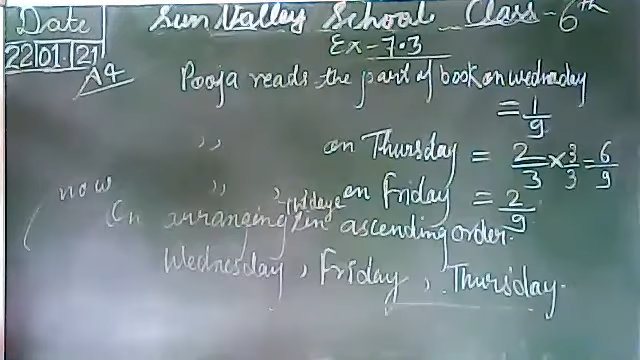 Date Sun Valley School Class - 6th
22/01/21 Ex - 7.3
A4 Pooja reads the part of book on wednesday
= 1/9
,, on Thursday = 2/3 × 3/3 = 6/9
now ,, ,, on Friday = 2/9
On arranging the days in ascending order.
Wednesday, Friday, Thursday.